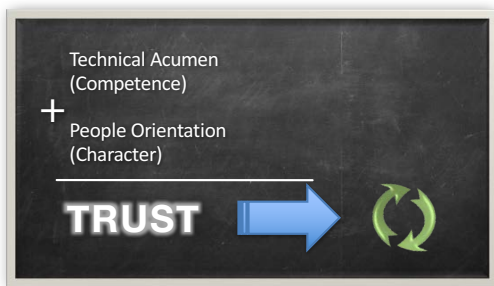 Technical Acumen
(Competence)
+
People Orientation
(Character)
TRUST